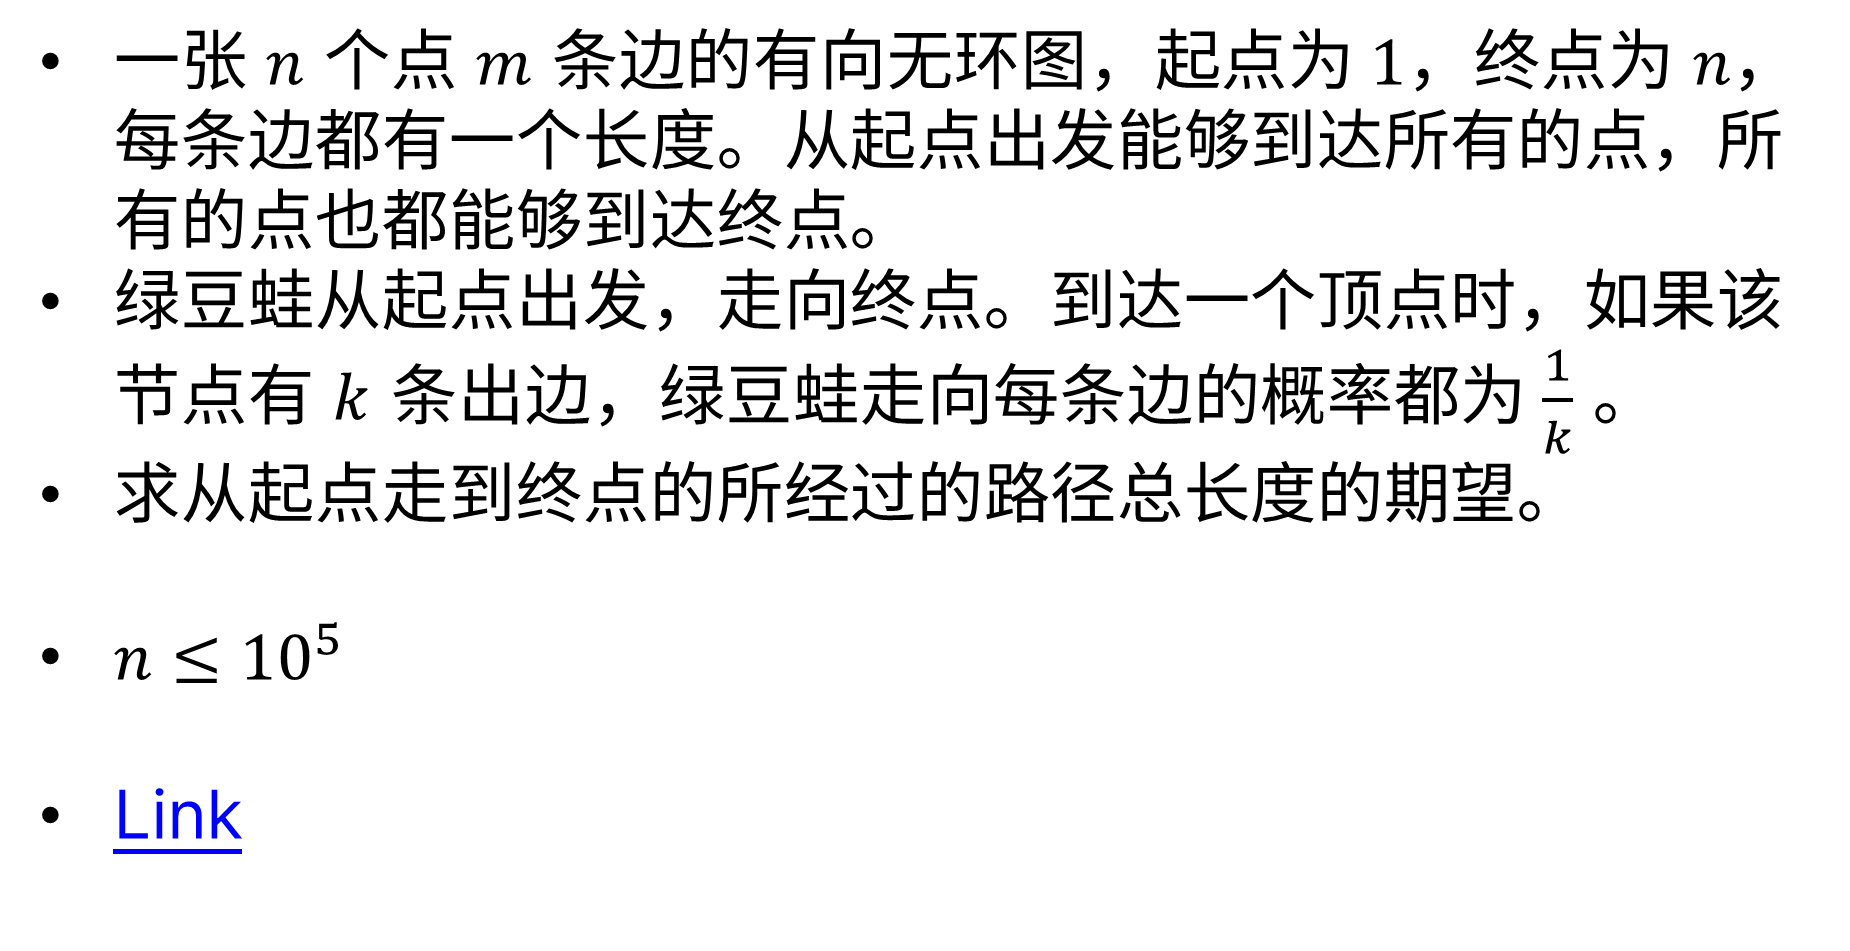 • 一张 n 个点 m 条边的有向无环图，起点为 1，终点为 n，
每条边都有一个长度。从起点出发能够到达所有的点，所
有的点也都能够到达终点。
• 绿豆蛙从起点出发，走向终点。到达一个顶点时，如果该
节点有 k 条出边，绿豆蛙走向每条边的概率都为 1/k 。
• 求从起点走到终点的所经过的路径总长度的期望。
• n ≤ 10⁵
• Link